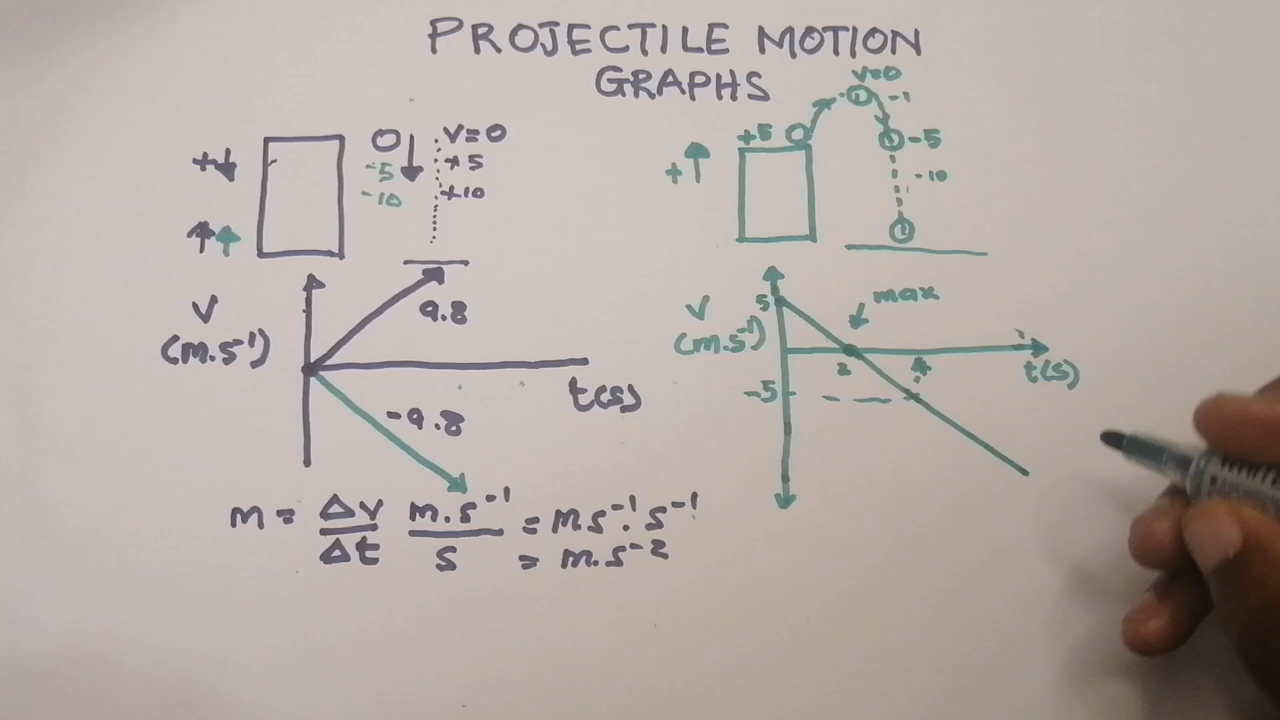 PROJECTILE MOTION
GRAPHS
+
V=0
-5
+5
-10
+10
V
(m.s⁻¹)
9.8
-9.8
t(s)
m = Δv/Δt m.s⁻¹/s = m.s⁻¹.s⁻¹
= m.s⁻²
V=0
+5
-1
-5
+
-10
max
5
V
(m.s⁻¹)
2
4
t(s)
-5